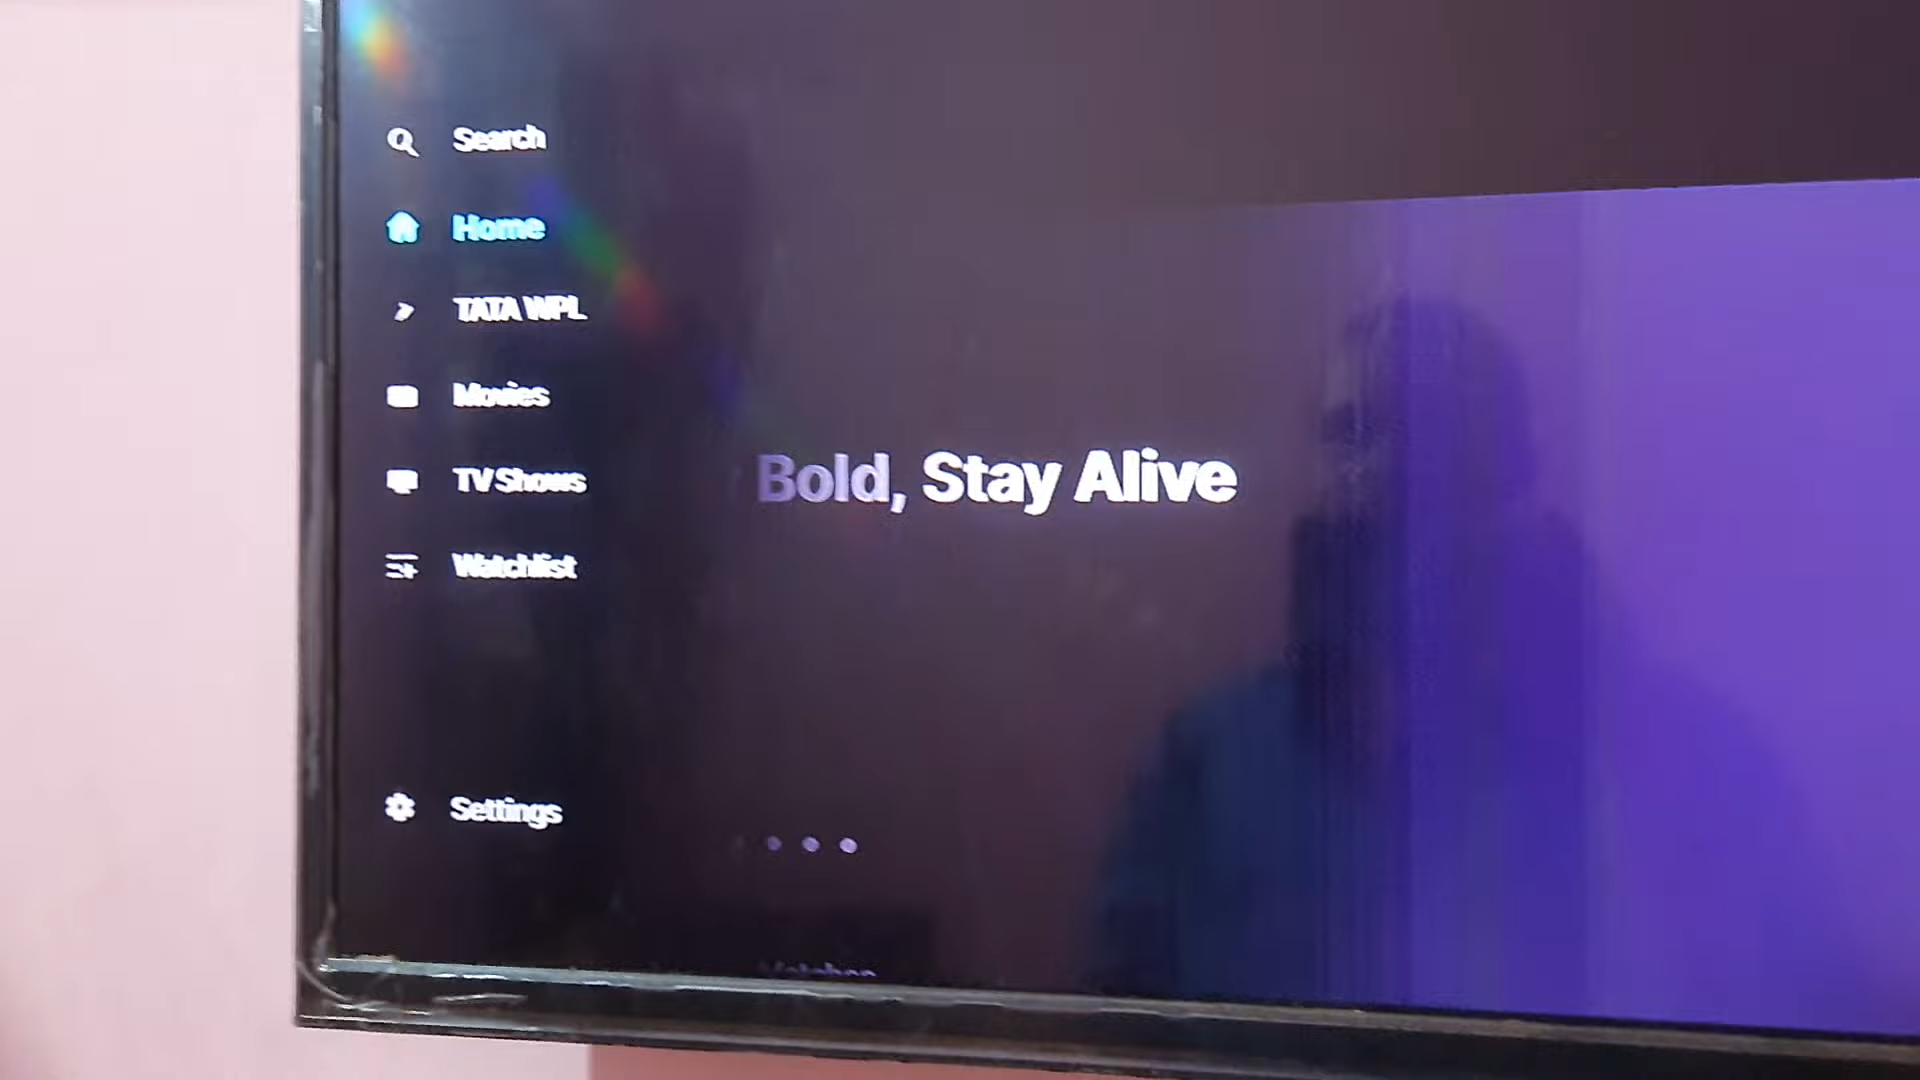 Search
Home
TATA WPL
Movies
TV Shows
Watchlist
Bold, Stay Alive
Settings